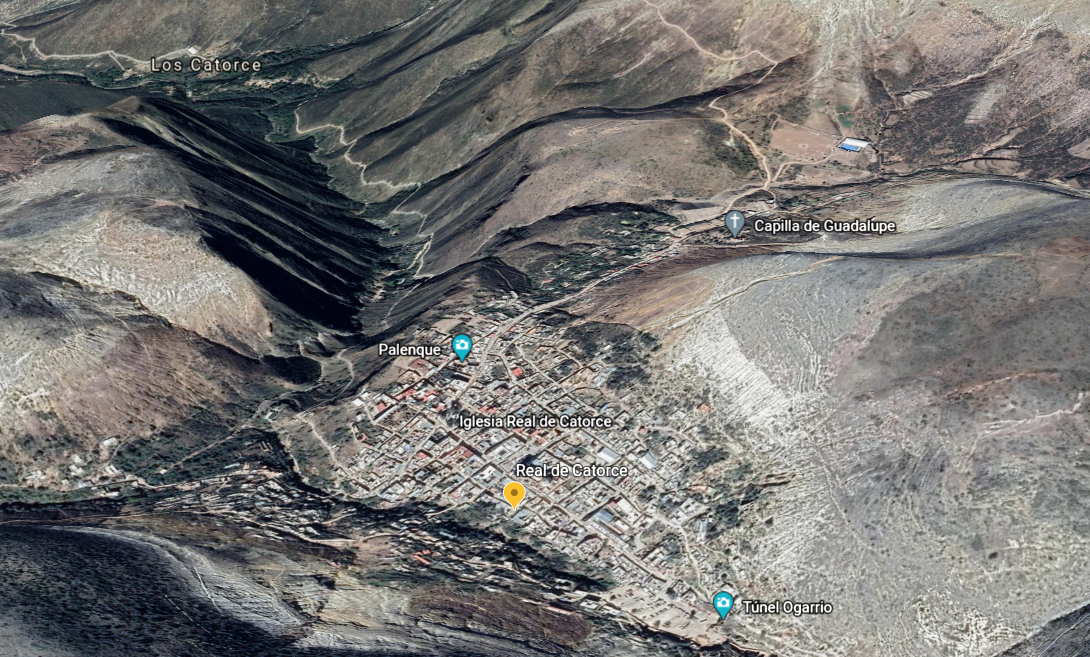 Los Catorce
Capilla de Guadalupe
Palenque
Iglesia Real de Catorce
Real de Catorce
Túnel Ogarrio